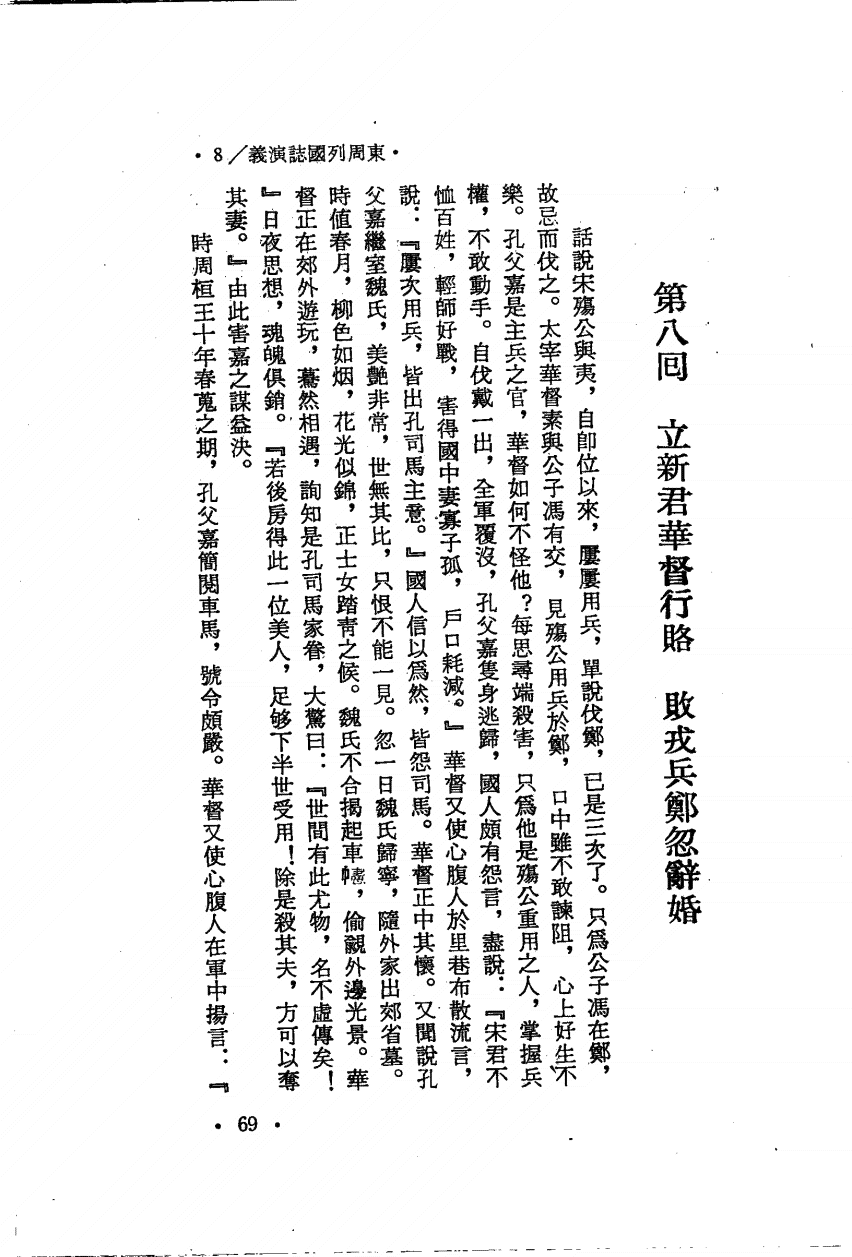 東周列國誌演義/8
第八回 立新君華督行賂 敗戎兵鄭忽辭婚
話說宋殤公與夷，自卽位以來，屢屢用兵，單說伐鄭，已是三次了。只爲公子馮在鄭，
故忌而伐之。太宰華督素與公子馮有交，見殤公用兵於鄭，口中雖不敢諫阻，心上好生不
樂。孔父嘉是主兵之官，華督如何不怪他？每思尋端殺害，只爲他是殤公重用之人，掌握兵
權，不敢動手。自伐戴一出，全軍覆沒，孔父嘉隻身逃歸，國人頗有怨言，盡說：『宋君不
恤百姓，輕師好戰，害得國中妻寡子孤，戶口耗減。』華督又使心腹人於里巷布散流言，
說：『屢次用兵，皆出孔司馬主意。』國人信以爲然，皆怨司馬。華督正中其懷。又聞說孔
父嘉繼室魏氏，美艷非常，世無其比，只恨不能一見。忽一日魏氏歸寧，隨外家出郊省墓。
時值春月，柳色如烟，花光似錦，正士女踏青之候。魏氏不合揭起車幰，偷覷外邊光景。華
督正在郊外遊玩，驀然相遇，詢知是孔司馬家眷，大驚曰：『世間有此尤物，名不虛傳矣！
』日夜思想，魂魄俱銷。『若後房得此一位美人，足够下半世受用！除是殺其夫，方可以奪
其妻。』由此害嘉之謀益決。
時周桓王十年春蒐之期，孔父嘉簡閱車馬，號令頗嚴。華督又使心腹人在軍中揚言：『
• 69 •